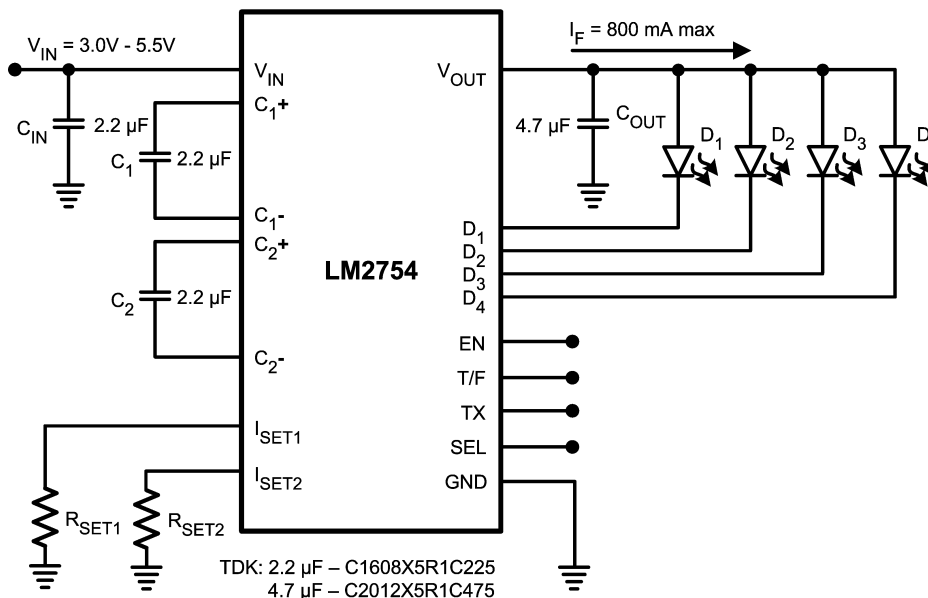 V_IN = 3.0V - 5.5V
I_F = 800 mA max
V_IN
V_OUT
C_1+
C_IN
2.2 µF
C_1
2.2 µF
4.7 µF
C_OUT
D_1
D_2
D_3
D
C_1-
C_2+
D_1
D_2
D_3
D_4
LM2754
C_2
2.2 µF
C_2-
EN
T/F
TX
SEL
GND
I_SET1
I_SET2
R_SET1
R_SET2
TDK: 2.2 µF – C1608X5R1C225
4.7 µF – C2012X5R1C475